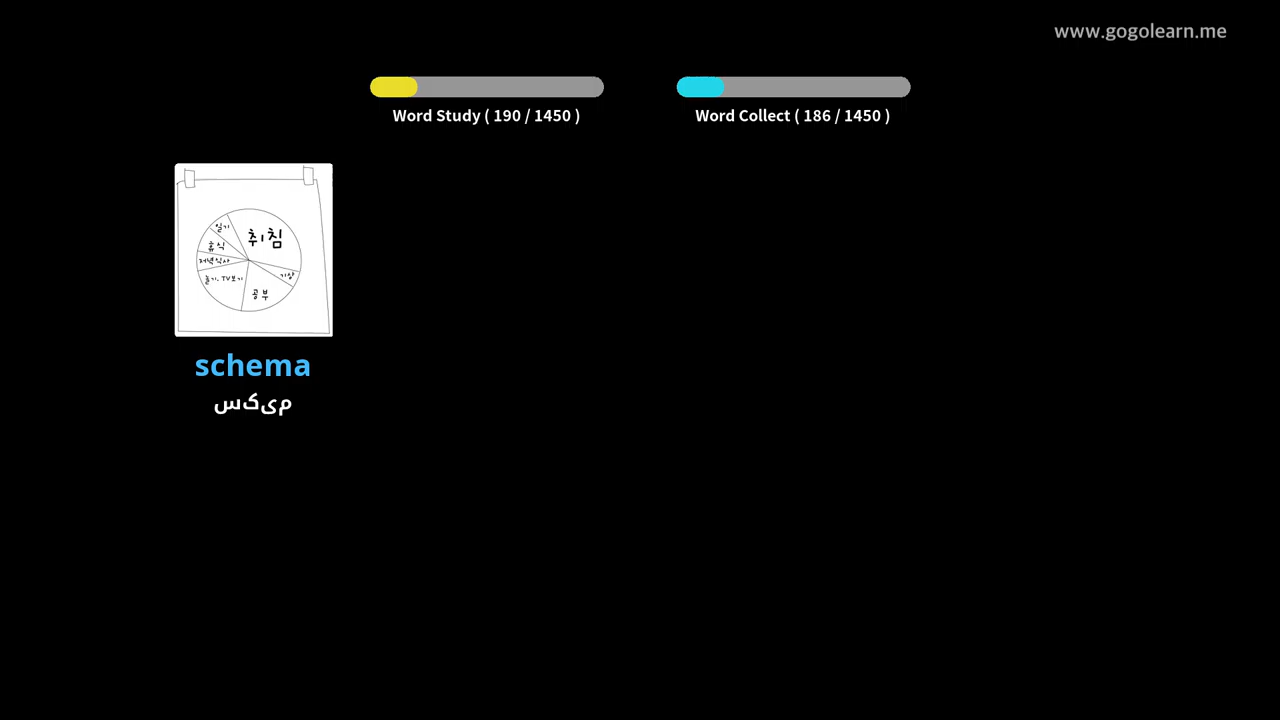 www.gogolearn.me
Word Study ( 190 / 1450 )
Word Collect ( 186 / 1450 )
일기
취침
휴식
저녁식사
기상
놀기, TV보기
공부
schema
میکس